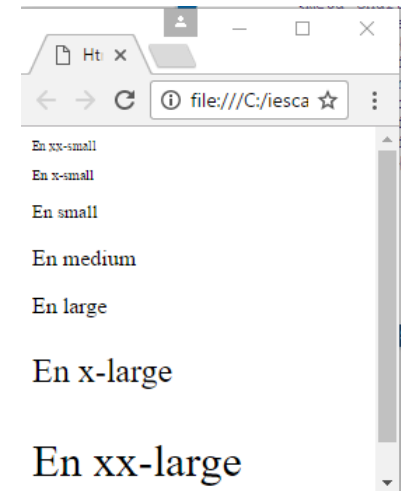 Ht
file:///C:/iesca
En xx-small
En x-small
En small
En medium
En large
En x-large
En xx-large